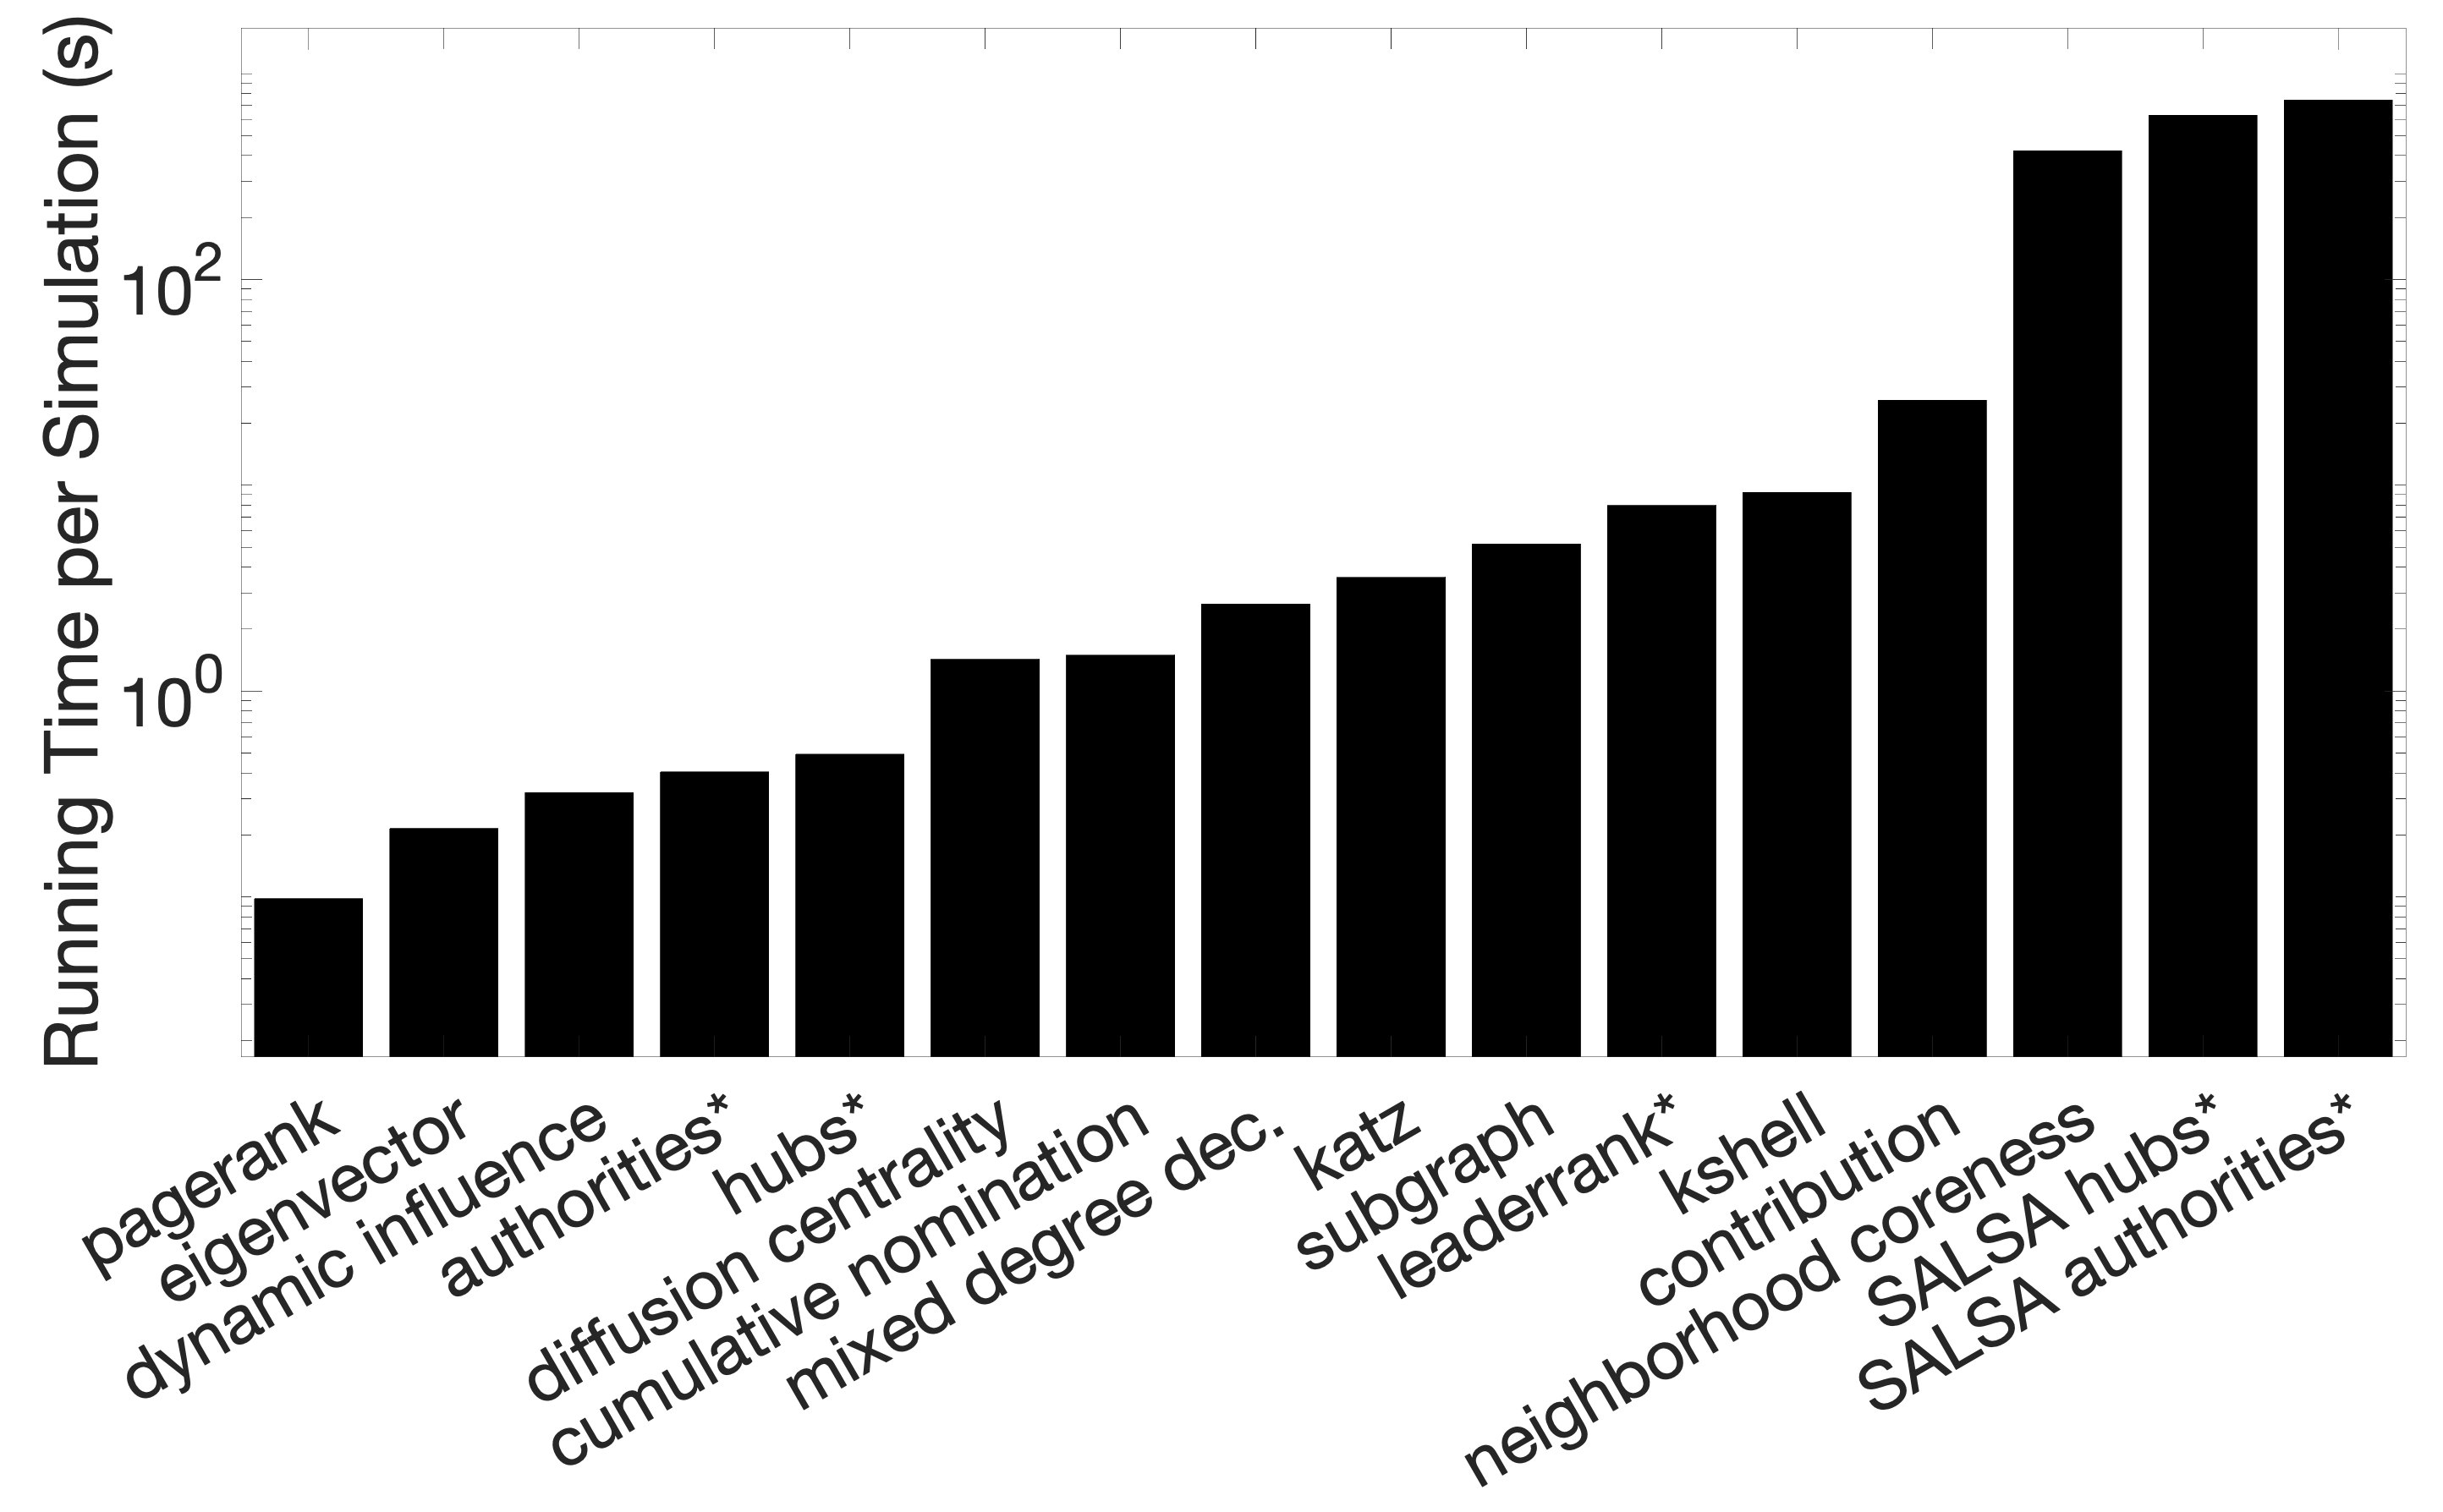 Running Time per Simulation (s)
10^2
10^0
pagerank
eigenvector
dynamic influence
authorities*
hubs*
diffusion centrality
cumulative nomination
mixed degree dec.
katz
subgraph
leaderrank*
kshell
contribution
neighborhood coreness
SALSA hubs*
SALSA authorities*